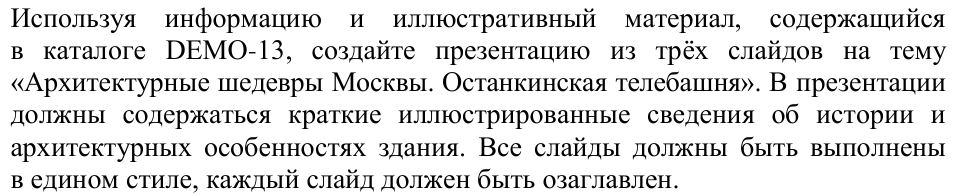 Используя информацию и иллюстративный материал, содержащийся
в каталоге DEMO-13, создайте презентацию из трёх слайдов на тему
«Архитектурные шедевры Москвы. Останкинская телебашня». В презентации
должны содержаться краткие иллюстрированные сведения об истории и
архитектурных особенностях здания. Все слайды должны быть выполнены
в едином стиле, каждый слайд должен быть озаглавлен.